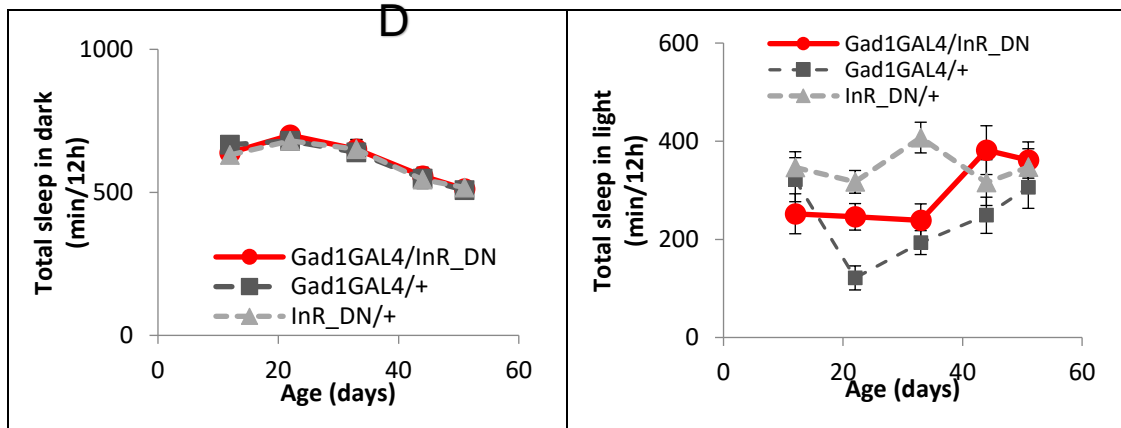 D
1000
500
0
0 20 40 60
Total sleep in dark
(min/12h)
Age (days)
Gad1GAL4/InR_DN
Gad1GAL4/+
InR_DN/+
600
400
200
0
0 20 40 60
Total sleep in light
(min/12h)
Age (days)
Gad1GAL4/InR_DN
Gad1GAL4/+
InR_DN/+